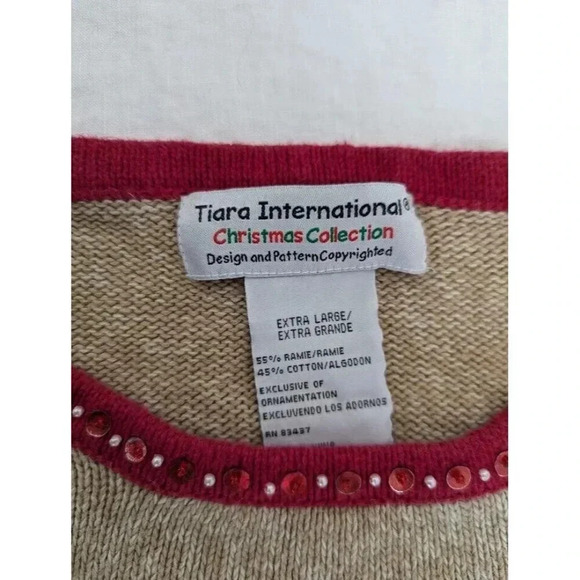 Tiara International®
Christmas Collection
Design and Pattern Copyrighted
EXTRA LARGE/
EXTRA GRANDE
55% RAMIE/RAMIE
45% COTTON/ALGODON
EXCLUSIVE OF
ORNAMENTATION
EXCLUVENDO LOS ADORNOS
RN 83437